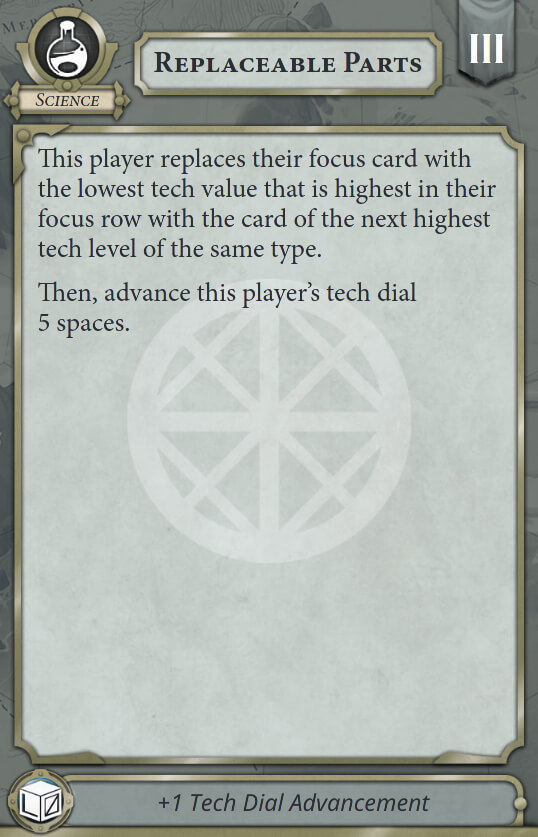 Replaceable Parts
III
Science
This player replaces their focus card with
the lowest tech value that is highest in their
focus row with the card of the next highest
tech level of the same type.
Then, advance this player’s tech dial
5 spaces.
+1 Tech Dial Advancement